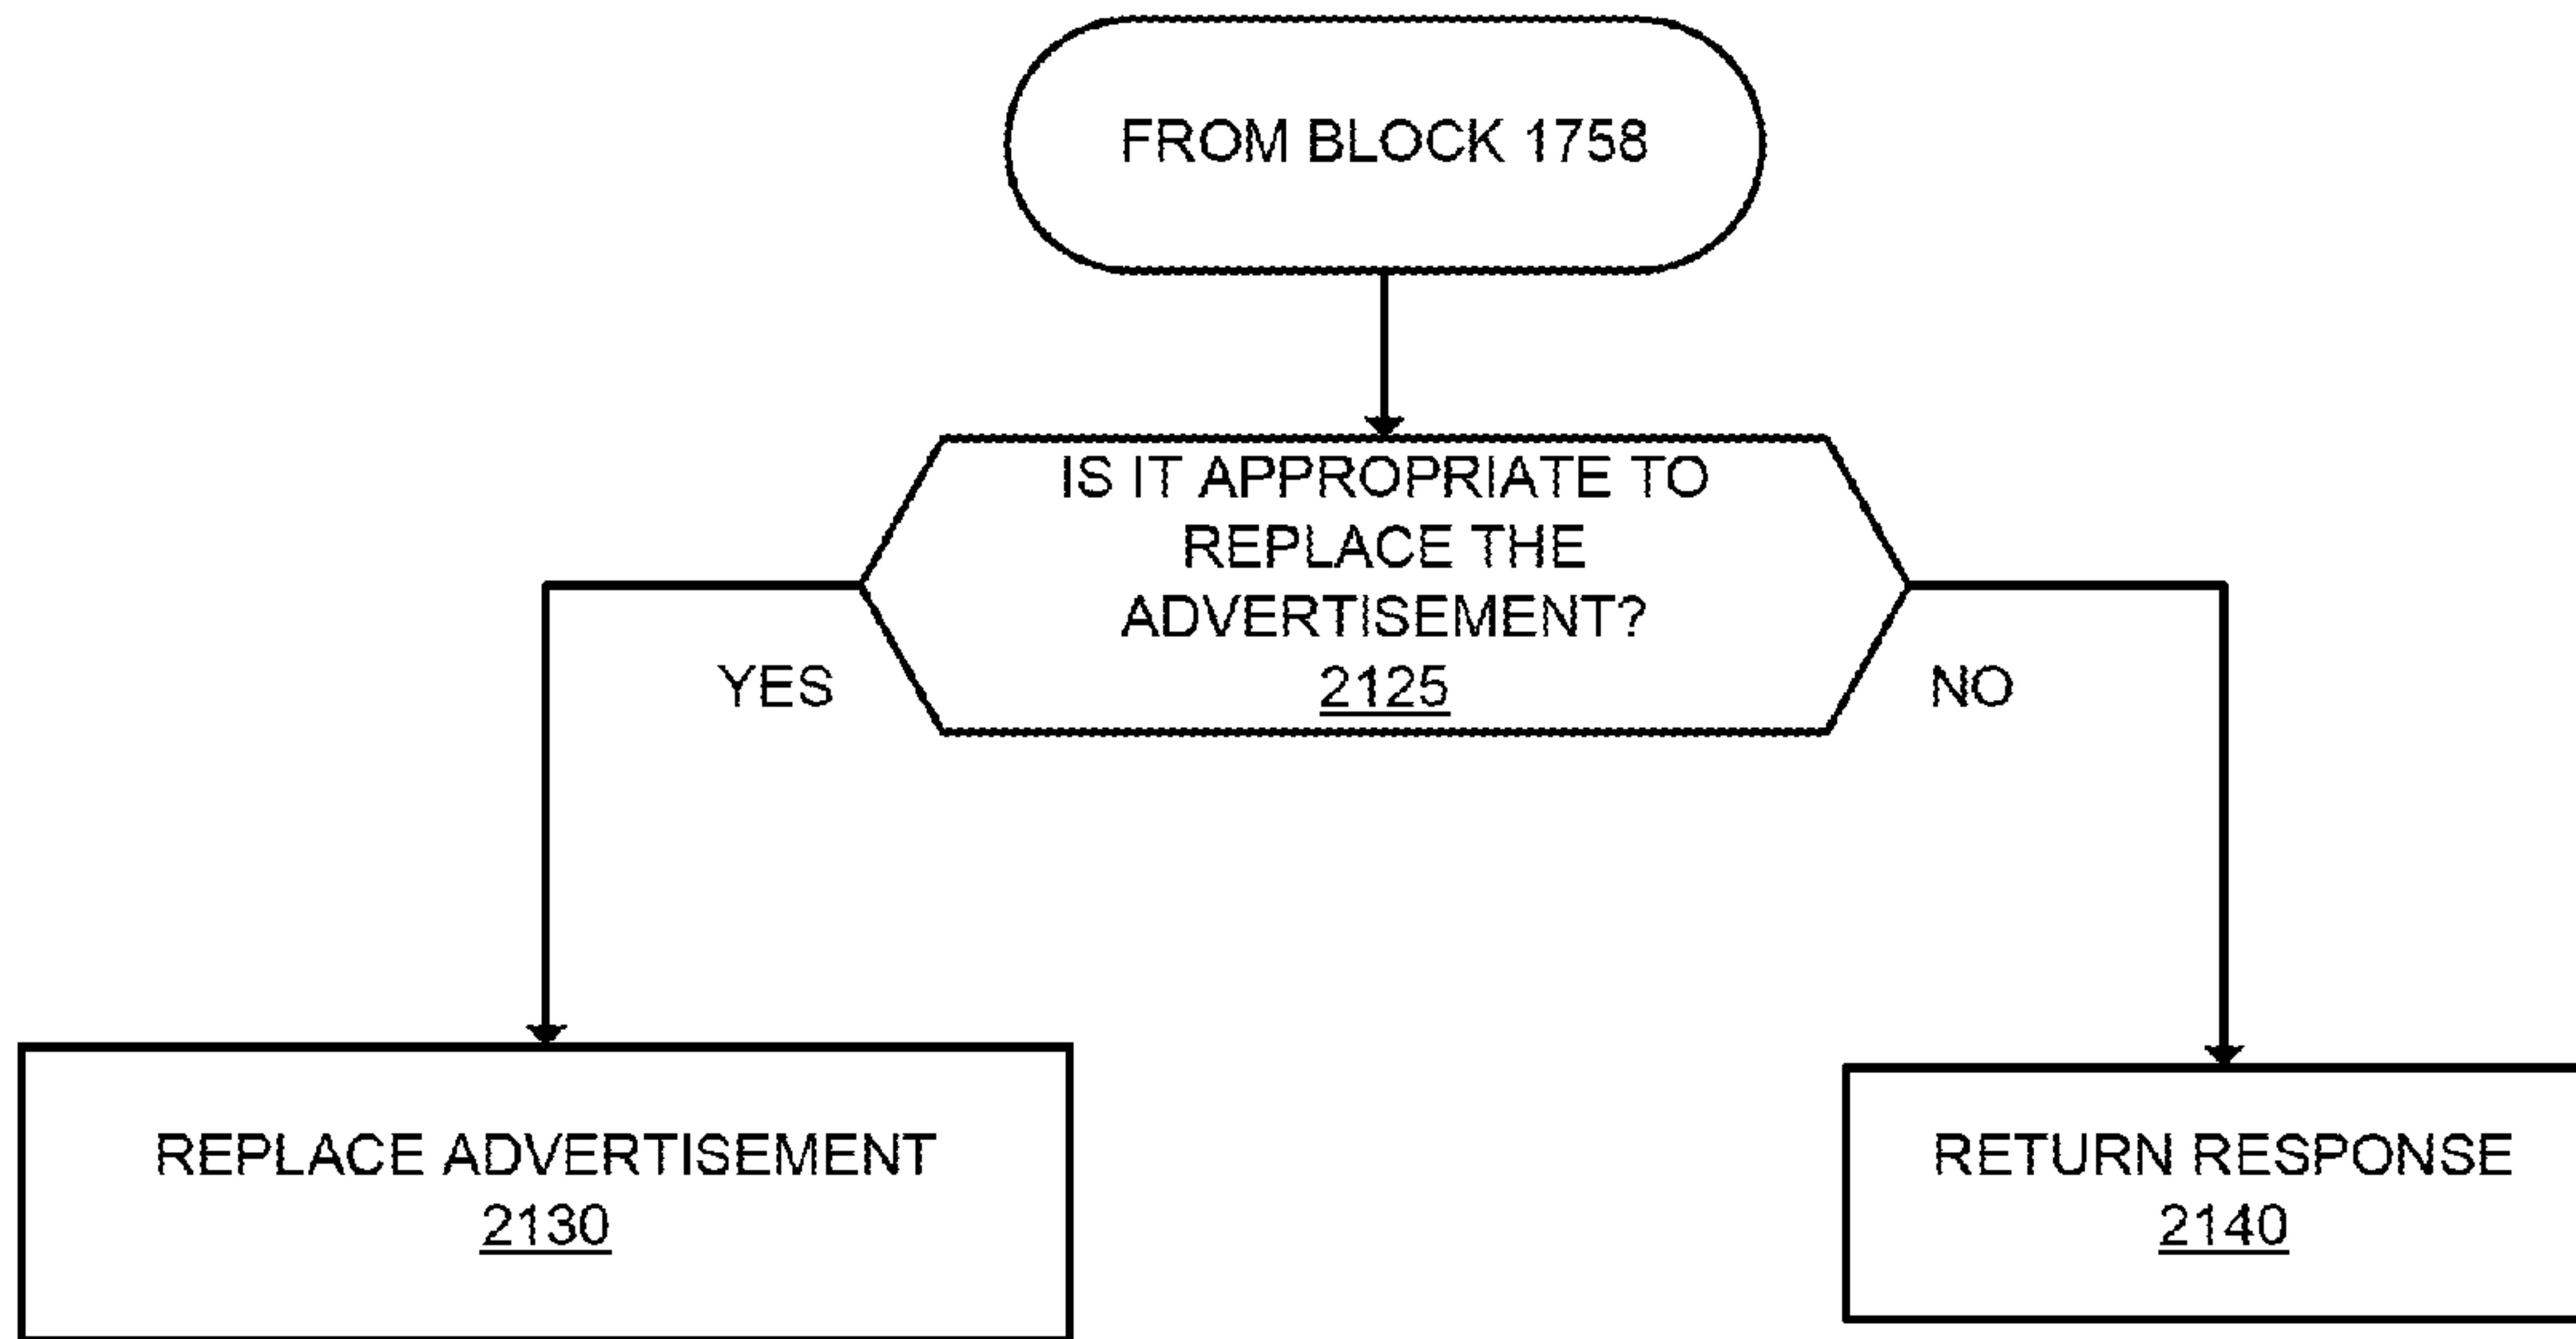 FROM BLOCK 1758
IS IT APPROPRIATE TO
REPLACE THE
ADVERTISEMENT?
2125
YES
NO
REPLACE ADVERTISEMENT
2130
RETURN RESPONSE
2140